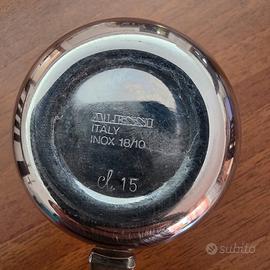 ALESSI
ITALY
INOX 18/10
cl. 15
subito